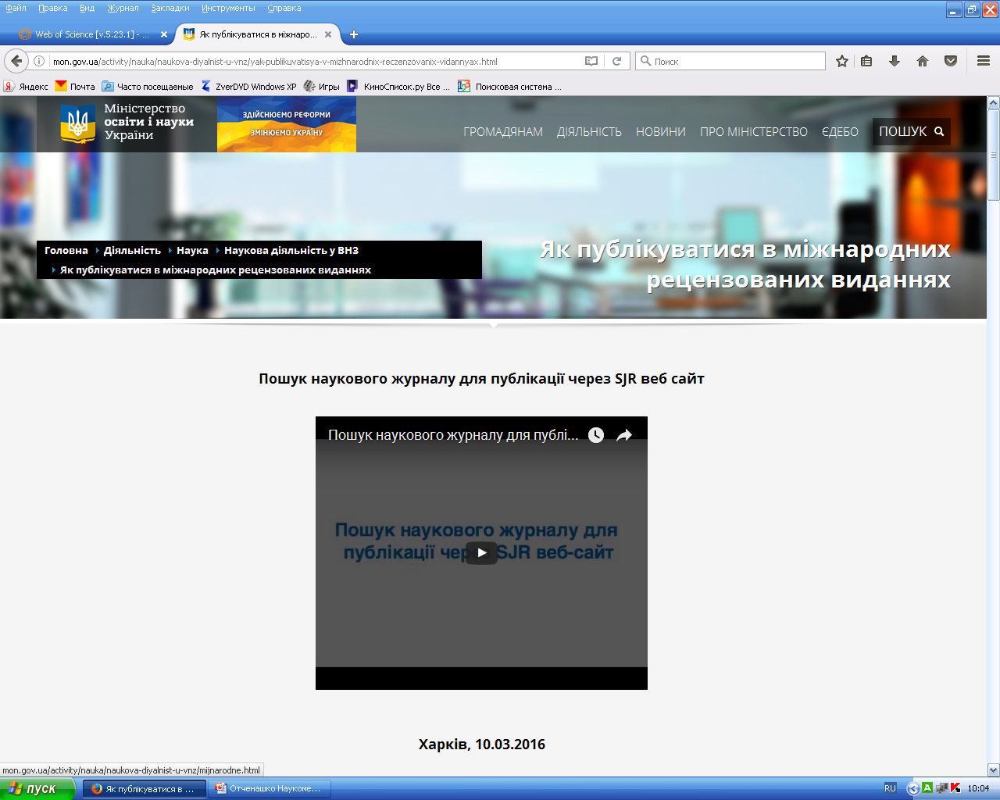 Файл Правка Вид Журнал Закладки Инструменты Справка
Web of Science [v.5.23.1] - ... Як публікуватися в міжнаро...
mon.gov.ua/activity/nauka/naukova-diyalnist-u-vnz/yak-publikuvatisya-v-mizhnarodnix-reczenzovanix-vidannyax.html Поиск
Яндекс Почта Часто посещаемые ZverDVD Windows XP Игры КиноСписок.ру Все ... Поисковая система ...
Міністерство
освіти і науки
України
ЗДІЙСНЮЄМО РЕФОРМИ
ЗМІНЮЄМО УКРАЇНУ
ГРОМАДЯНАМ ДІЯЛЬНІСТЬ НОВИНИ ПРО МІНІСТЕРСТВО ЄДЕБО ПОШУК
Головна Діяльність Наука Наукова діяльність у ВНЗ
Як публікуватися в міжнародних рецензованих виданнях
Як публікуватися в міжнародних
рецензованих виданнях
Пошук наукового журналу для публікації через SJR веб сайт
Пошук наукового журналу для публі...
Пошук наукового журналу для
публікації через SJR веб-сайт
Харків, 10.03.2016
mon.gov.ua/activity/nauka/naukova-diyalnist-u-vnz/mijnarodne.html
пуск Як публікуватися в ... Отченашко Наукоме... RU 10:04